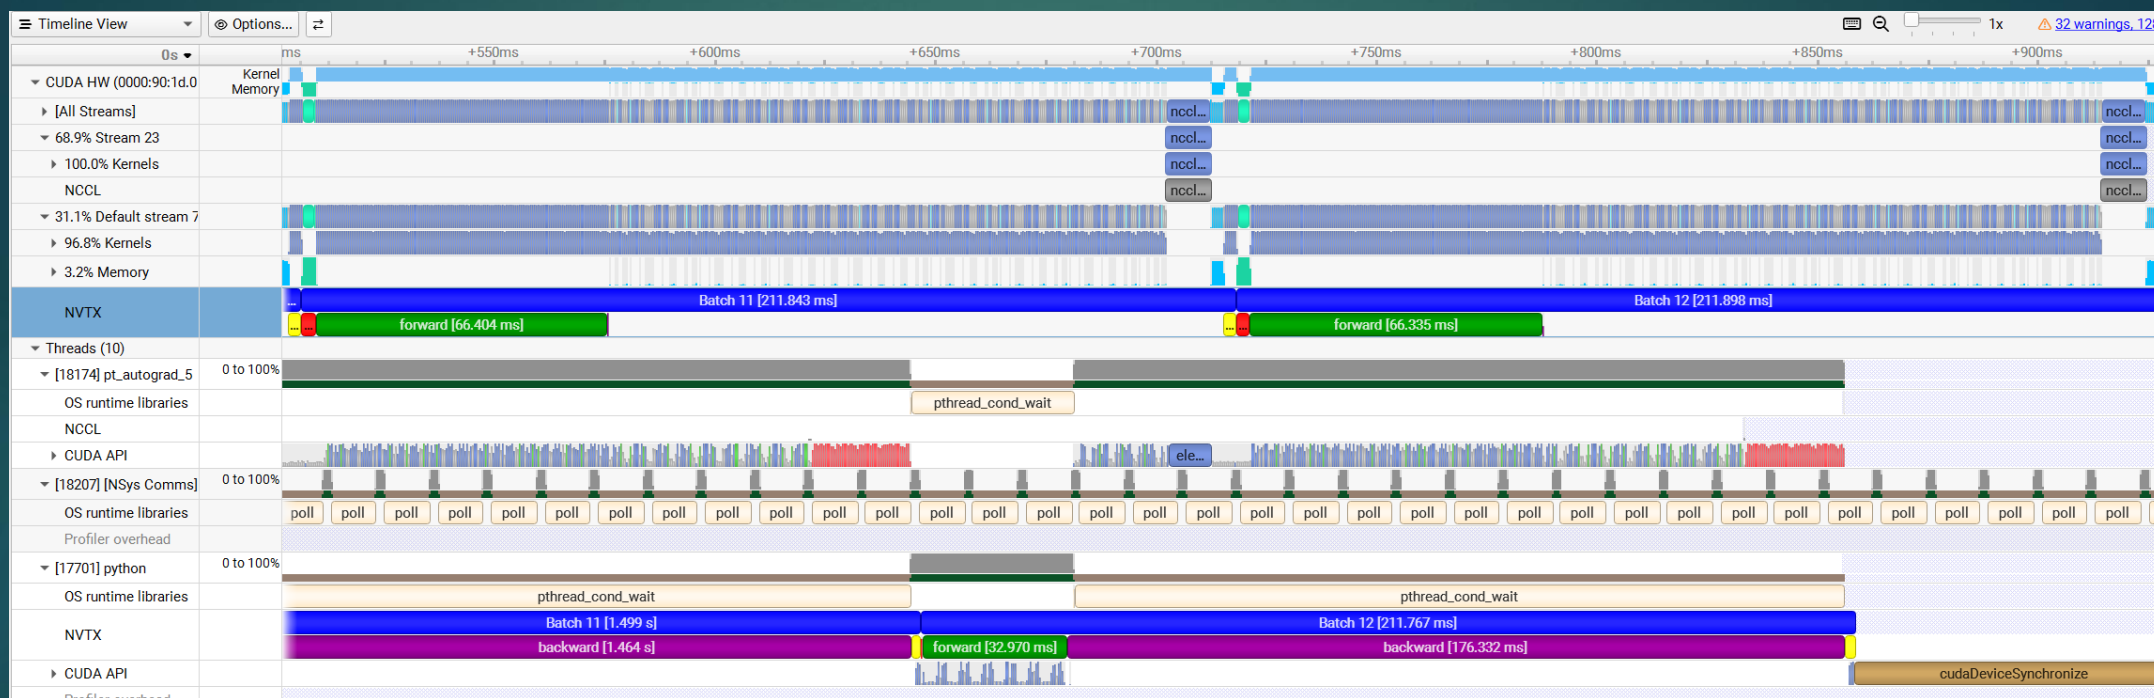 Timeline View Options... 1x 32 warnings, 12
0s ms +550ms +600ms +650ms +700ms +750ms +800ms +850ms +900ms
CUDA HW (0000:90:1d.0 Kernel
Memory
[All Streams] nccl... nccl...
68.9% Stream 23 nccl... nccl...
100.0% Kernels nccl... nccl...
NCCL nccl... nccl...
31.1% Default stream 7
96.8% Kernels
3.2% Memory
NVTX
... Batch 11 [211.843 ms] Batch 12 [211.898 ms]
... ... forward [66.404 ms] ... ... forward [66.335 ms]
Threads (10)
[18174] pt_autograd_5 0 to 100%
OS runtime libraries pthread_cond_wait
NCCL
CUDA API ele...
[18207] [NSys Comms] 0 to 100%
OS runtime libraries poll poll poll poll poll poll poll poll poll poll poll poll poll poll poll poll poll poll poll poll poll poll poll poll poll poll poll poll poll poll poll poll poll poll poll
Profiler overhead
[17701] python 0 to 100%
OS runtime libraries pthread_cond_wait pthread_cond_wait
NVTX
Batch 11 [1.499 s] Batch 12 [211.767 ms]
backward [1.464 s] forward [32.970 ms] backward [176.332 ms]
CUDA API cudaDeviceSynchronize